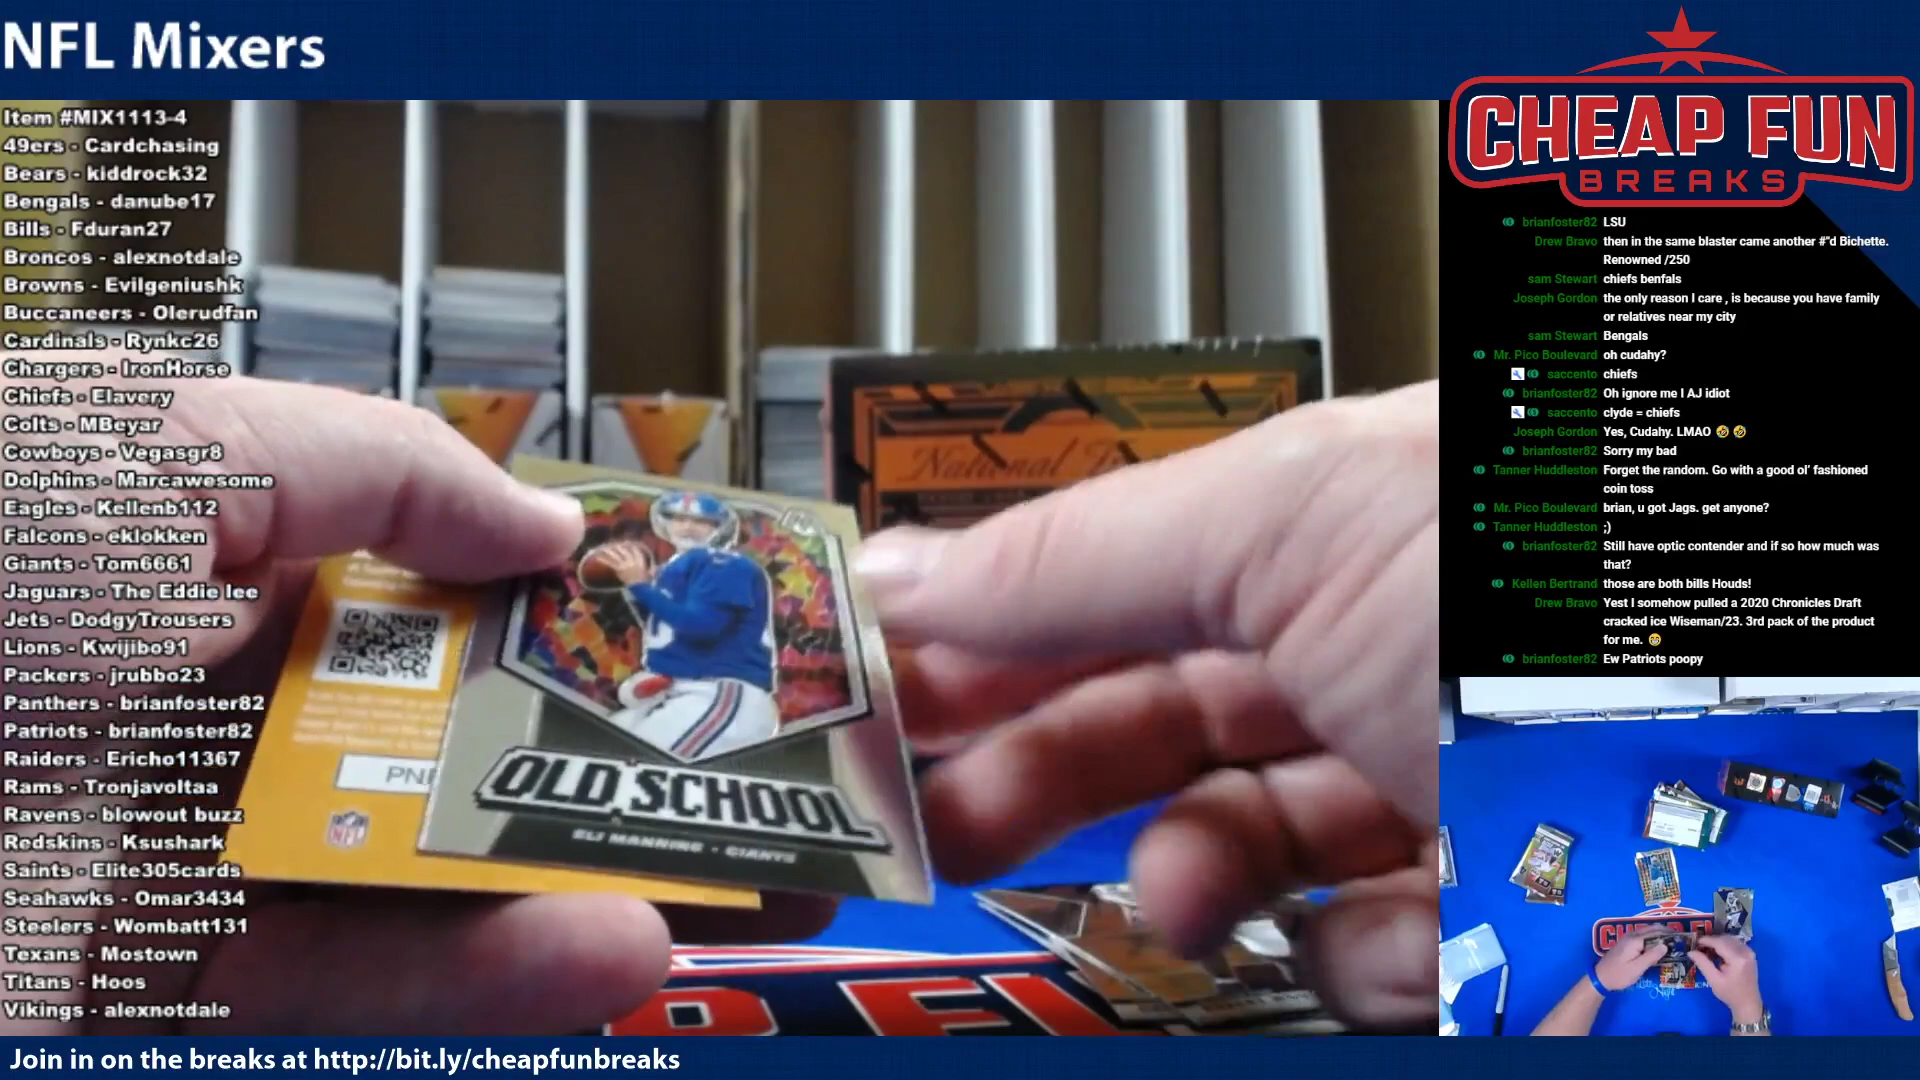 NFL Mixers
Item #MIX1113-4
49ers - Cardchasing
Bears - kiddrock32
Bengals - danube17
Bills - Fduran27
Broncos - alexnotdale
Browns - Evilgeniushk
Buccaneers - Olerudfan
Cardinals - Rynkc26
Chargers - IronHorse
Chiefs - Elavery
Colts - MBeyar
Cowboys - Vegasgr8
Dolphins - Marcawesome
Eagles - Kellenb112
Falcons - eklokken
Giants - Tom6661
Jaguars - The Eddie lee
Jets - DodgyTrousers
Lions - Kwijibo91
Packers - jrubbo23
Panthers - brianfoster82
Patriots - brianfoster82
Raiders - Ericho11367
Rams - Tronjavoltaa
Ravens - blowout buzz
Redskins - Ksushark
Saints - Elite305cards
Seahawks - Omar3434
Steelers - Wombatt131
Texans - Mostown
Titans - Hoos
Vikings - alexnotdale
National
PNF
NFL
OLD SCHOOL
ELI MANNING - GIANTS
CHEAP FUN
BREAKS
brianfoster82 LSU
Drew Bravo then in the same blaster came another #"d Bichette.
Renowned /250
sam Stewart chiefs benfals
Joseph Gordon the only reason I care , is because you have family
or relatives near my city
sam Stewart Bengals
Mr. Pico Boulevard oh cudahy?
saccento chiefs
brianfoster82 Oh ignore me I AJ idiot
saccento clyde = chiefs
Joseph Gordon Yes, Cudahy. LMAO 🤣 🤣
brianfoster82 Sorry my bad
Tanner Huddleston Forget the random. Go with a good ol' fashioned
coin toss
Mr. Pico Boulevard brian, u got Jags. get anyone?
Tanner Huddleston ;)
brianfoster82 Still have optic contender and if so how much was
that?
Kellen Bertrand those are both bills Houds!
Drew Bravo Yest I somehow pulled a 2020 Chronicles Draft
cracked ice Wiseman/23. 3rd pack of the product
for me. 😁
brianfoster82 Ew Patriots poopy
Join in on the breaks at http://bit.ly/cheapfunbreaks